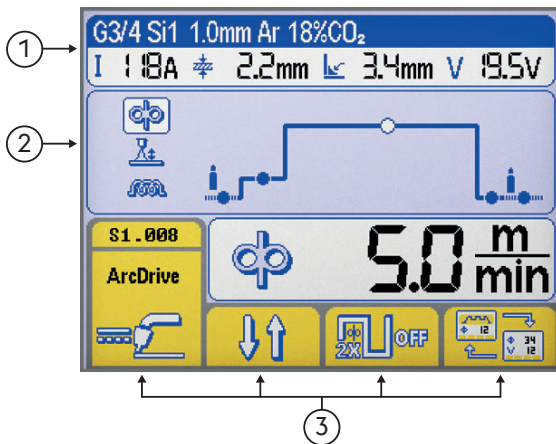 G3/4 Si1 1.0mm Ar 18%CO₂
1
I 118A 2.2mm 3.4mm V 19.5V
2
S1.008
ArcDrive
5.0 m/min
2X OFF
12
34
V 12
3